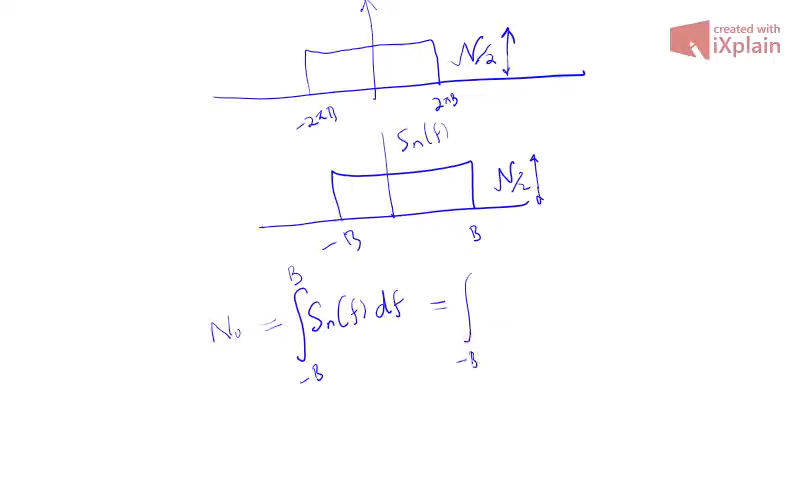 created with
iXplain
N/2
-2πB 2πB
Sn(f)
N/2
-B B
N₀ = ∫_{-B}^{B} Sn(f) df = ∫_{-B}